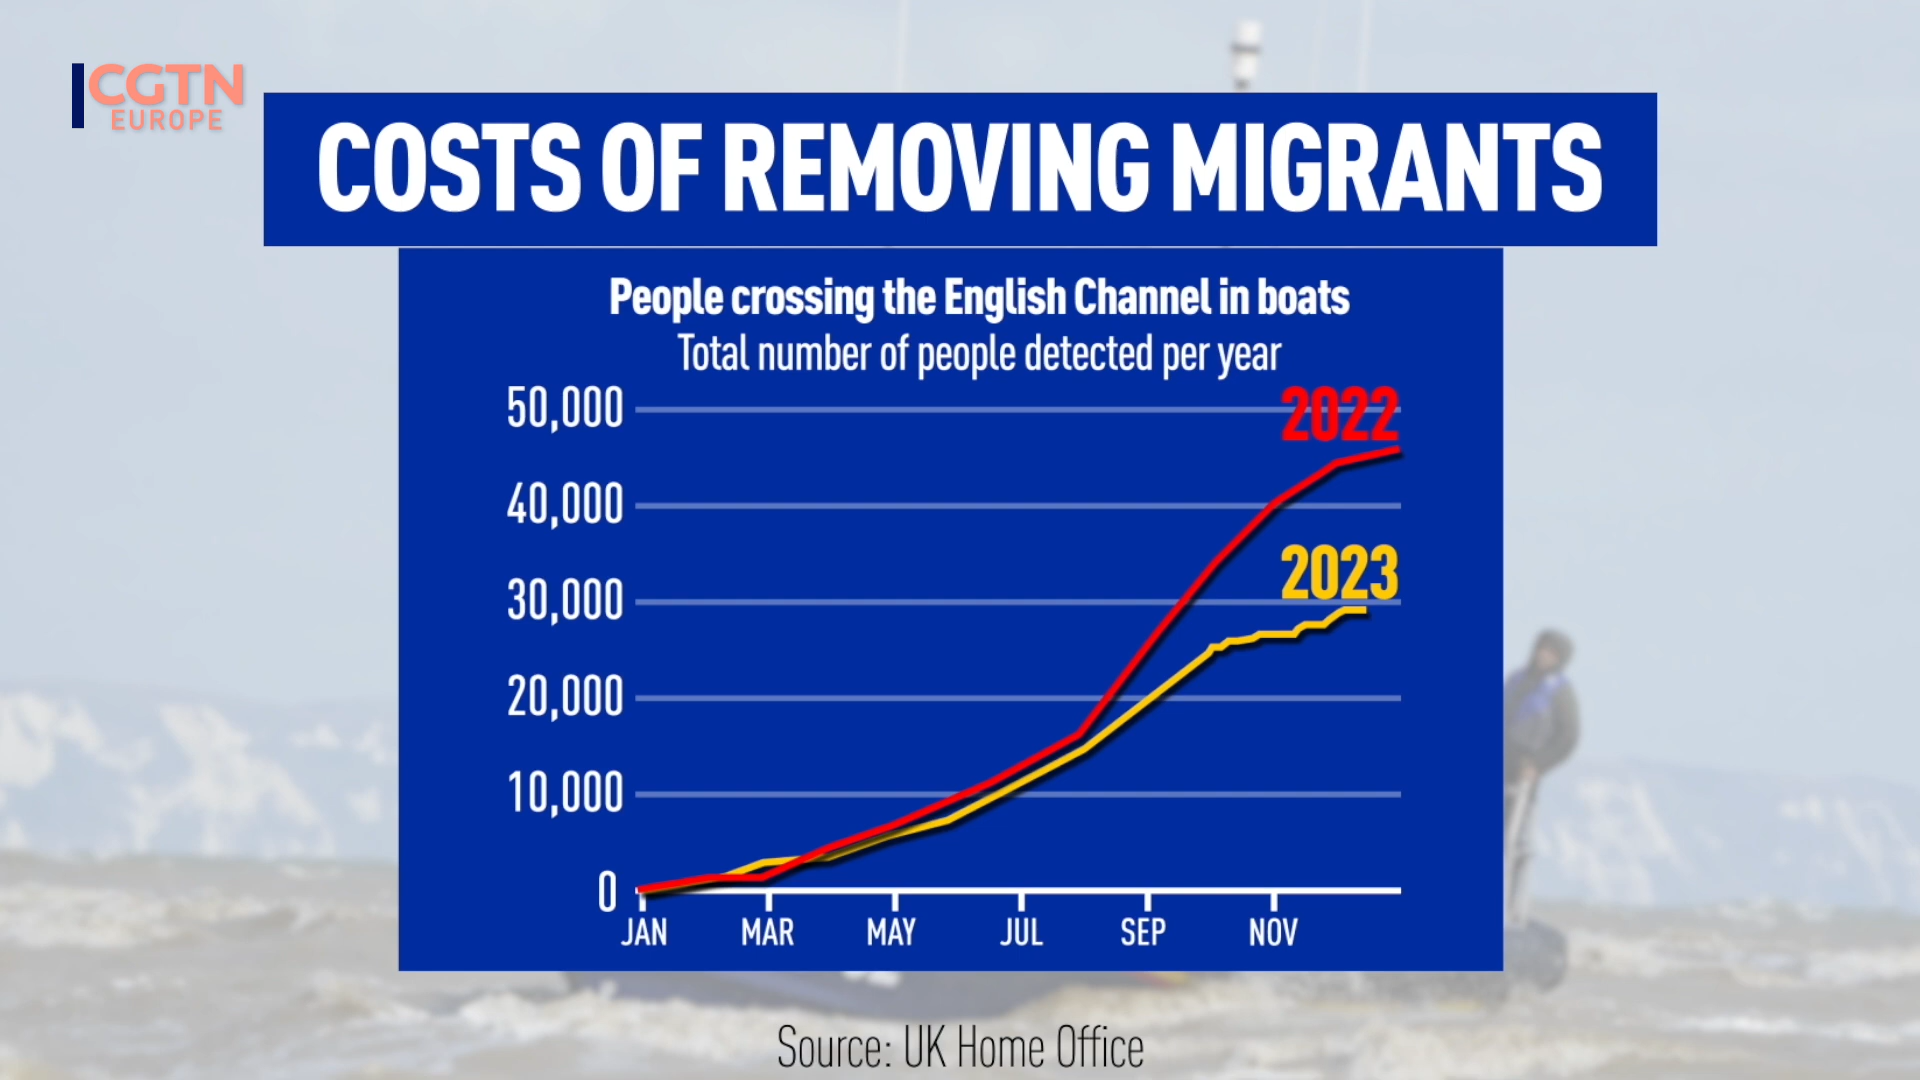 CGTN
EUROPE
COSTS OF REMOVING MIGRANTS
People crossing the English Channel in boats
Total number of people detected per year
50,000
2022
40,000
2023
30,000
20,000
10,000
0
JAN MAR MAY JUL SEP NOV
Source: UK Home Office